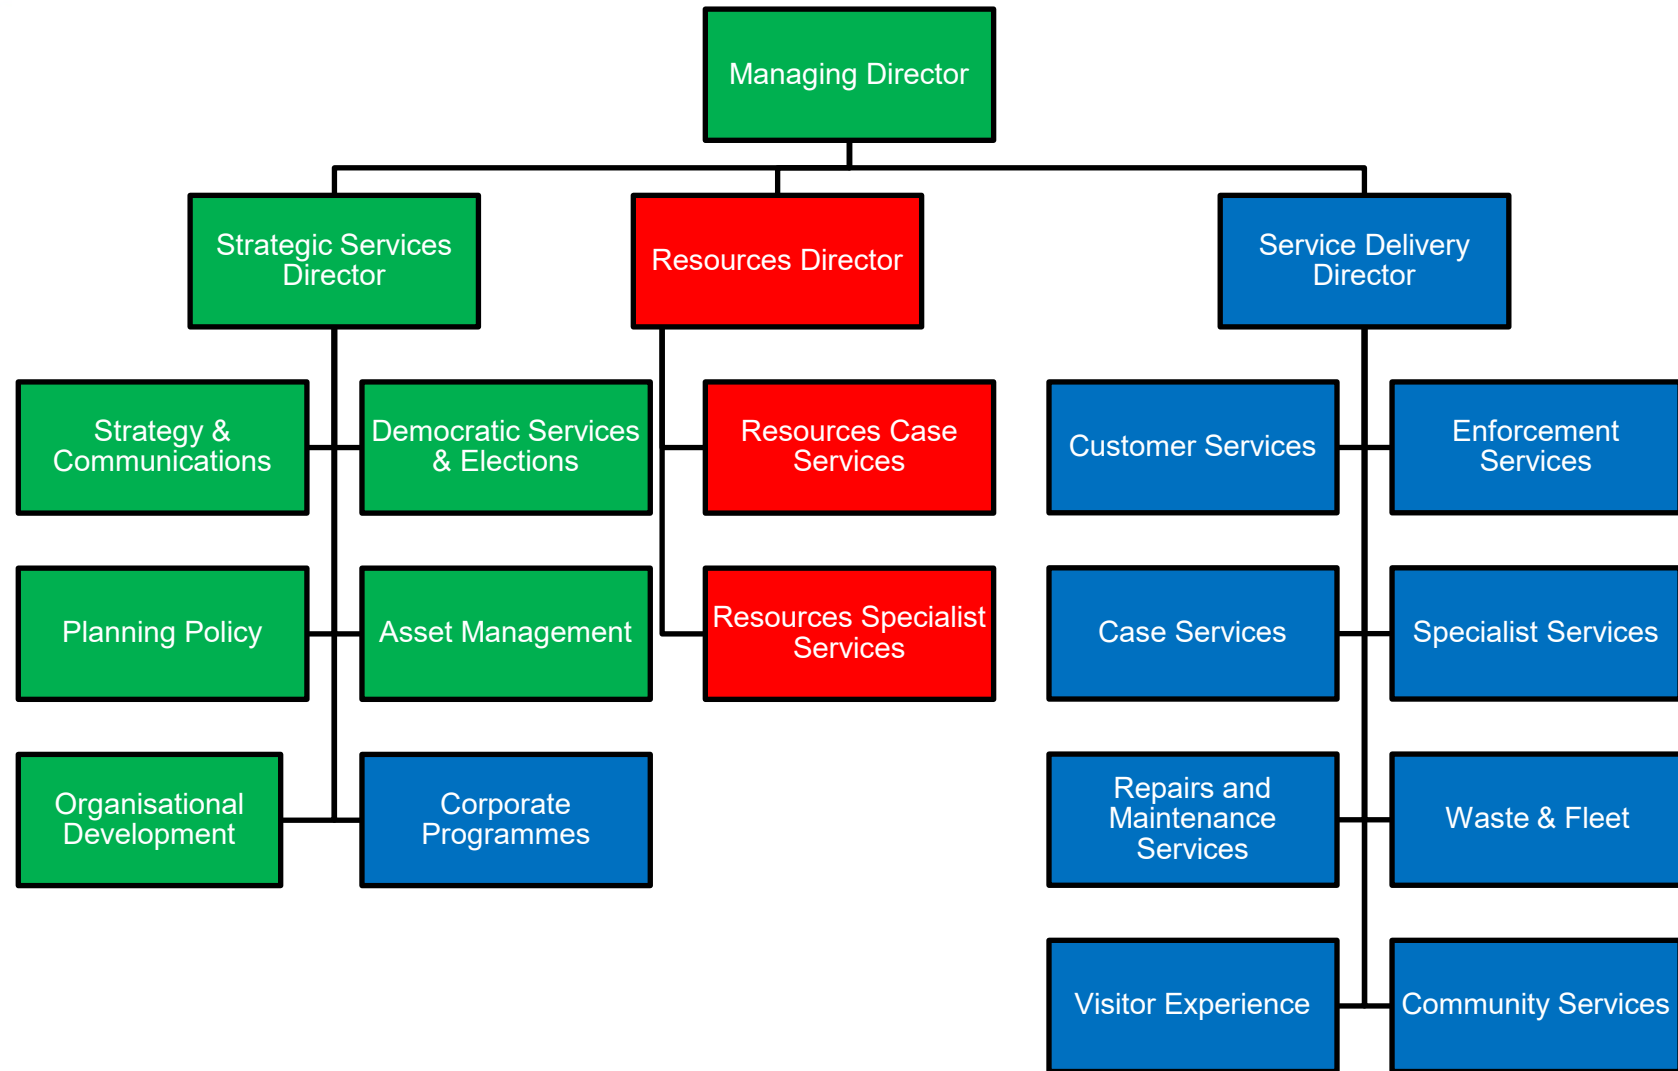 Managing Director
Strategic Services
Director
Resources Director
Service Delivery
Director
Strategy &
Communications
Democratic Services
& Elections
Resources Case
Services
Customer Services
Enforcement
Services
Planning Policy
Asset Management
Resources Specialist
Services
Case Services
Specialist Services
Organisational
Development
Corporate
Programmes
Repairs and
Maintenance
Services
Waste & Fleet
Visitor Experience
Community Services